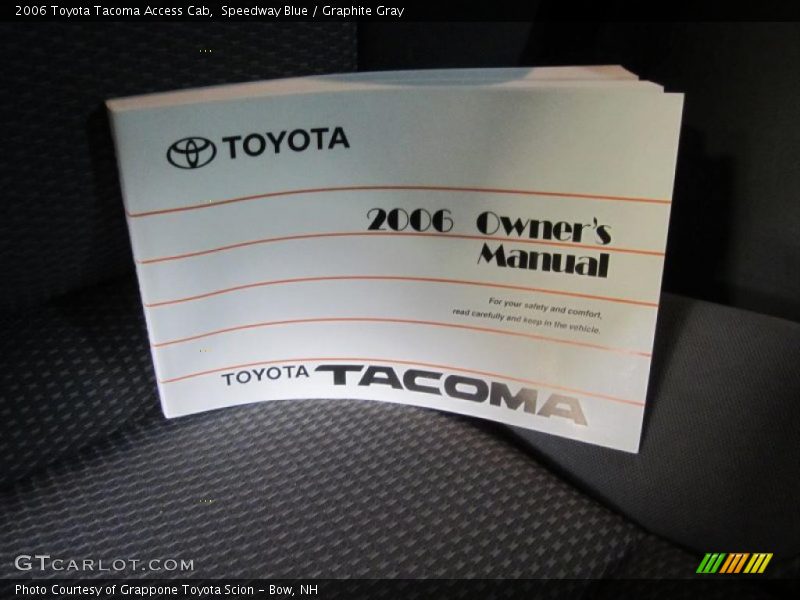 2006 Toyota Tacoma Access Cab, Speedway Blue / Graphite Gray
TOYOTA
2006 Owner's
Manual
For your safety and comfort,
read carefully and keep in the vehicle.
TOYOTA TACOMA
GTCARLOT.COM
Photo Courtesy of Grappone Toyota Scion - Bow, NH